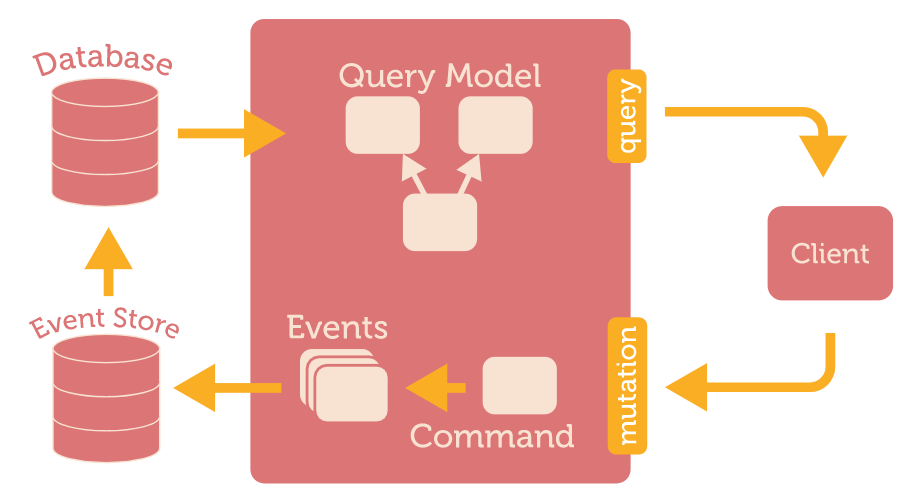 Database
Query Model
query
Client
Event Store
Events
mutation
Command